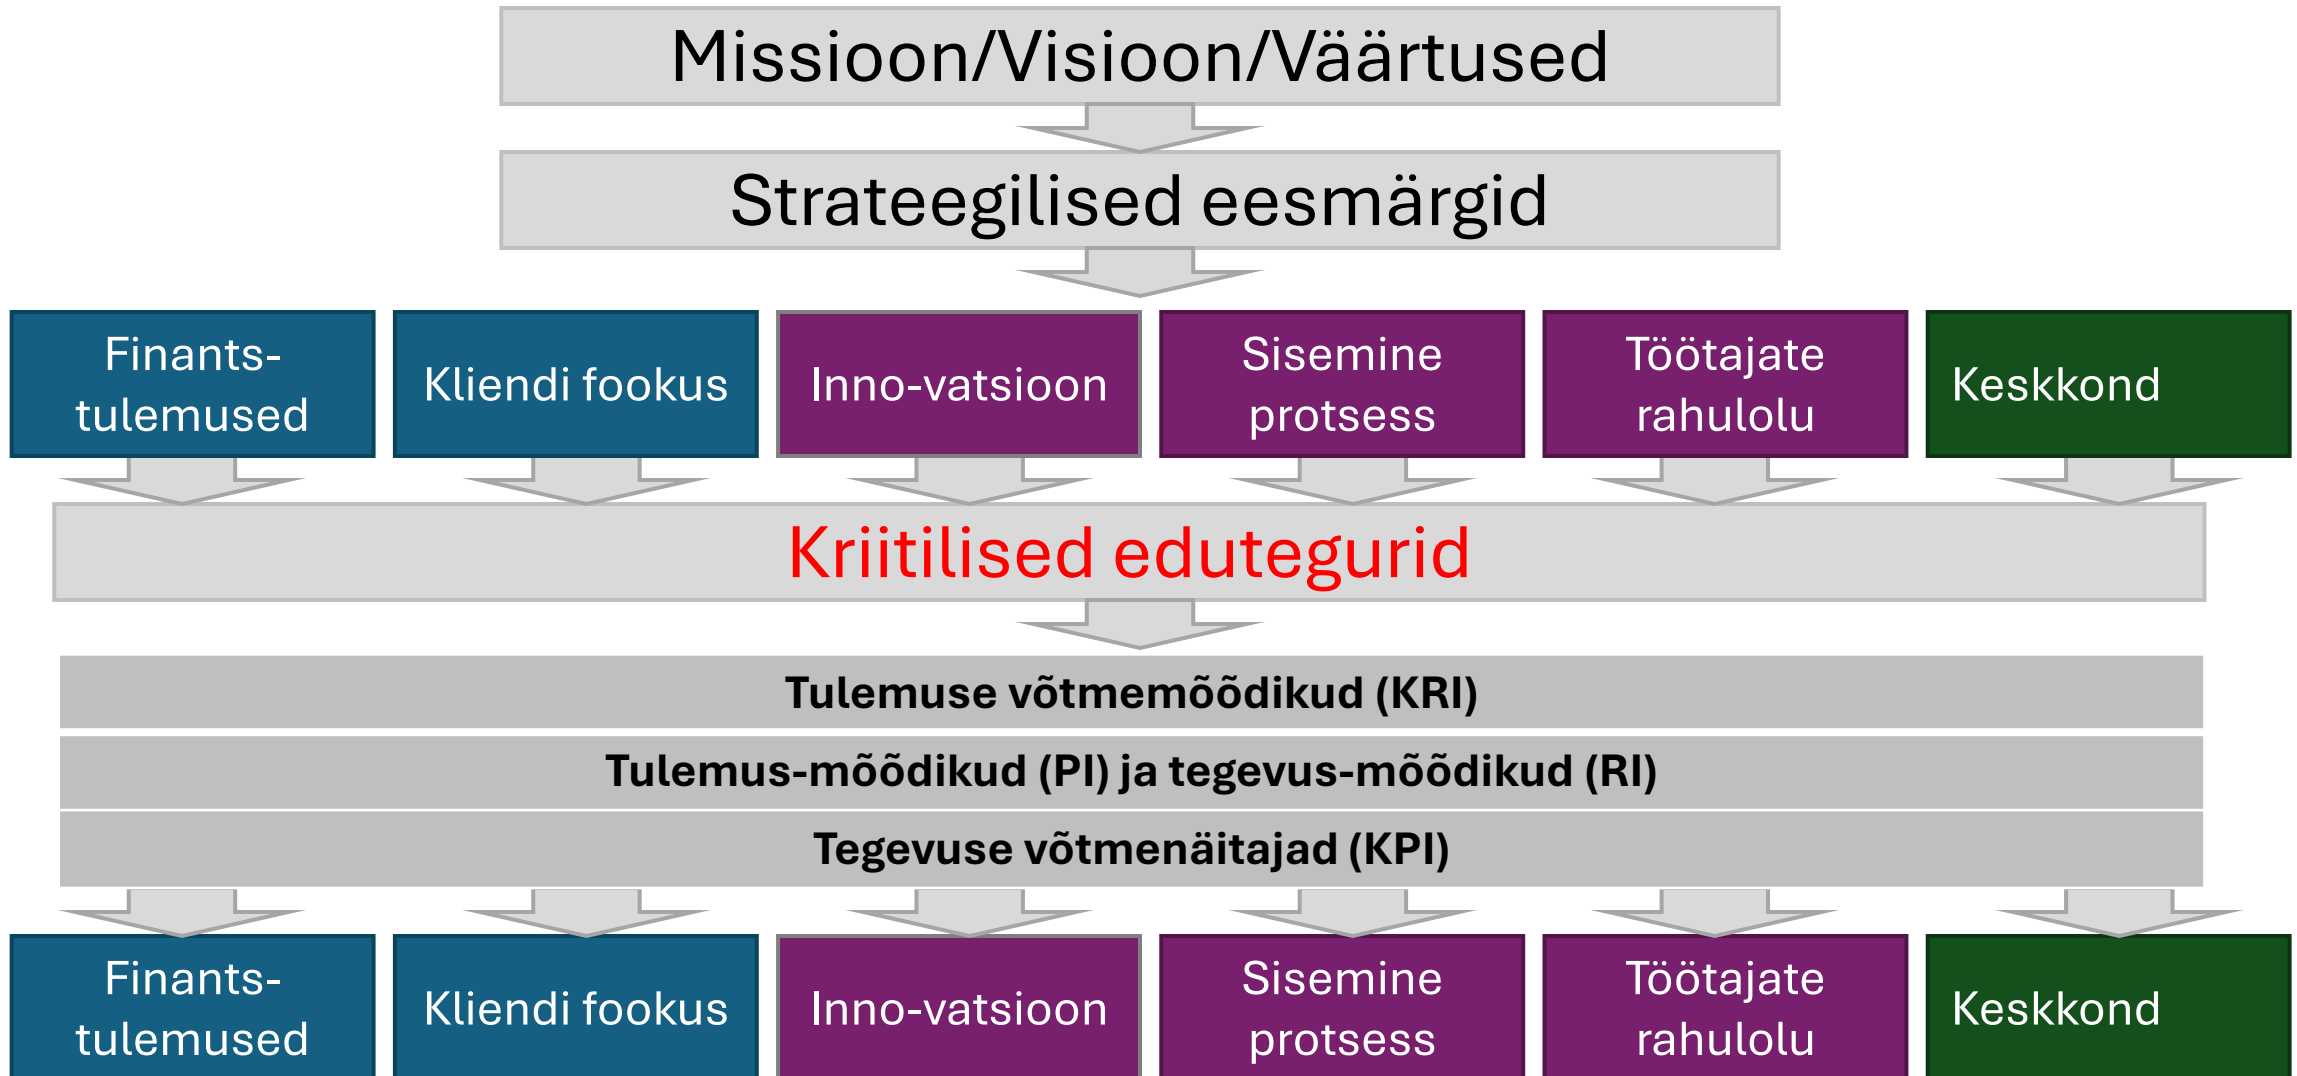 Missioon/Visioon/Väärtused
Strateegilised eesmärgid
Finants-
tulemused
Kliendi fookus
Inno-vatsioon
Sisemine
protsess
Töötajate
rahulolu
Keskkond
Kriitilised edutegurid
Tulemuse võtmemõõdikud (KRI)
Tulemus-mõõdikud (PI) ja tegevus-mõõdikud (RI)
Tegevuse võtmenäitajad (KPI)
Finants-
tulemused
Kliendi fookus
Inno-vatsioon
Sisemine
protsess
Töötajate
rahulolu
Keskkond